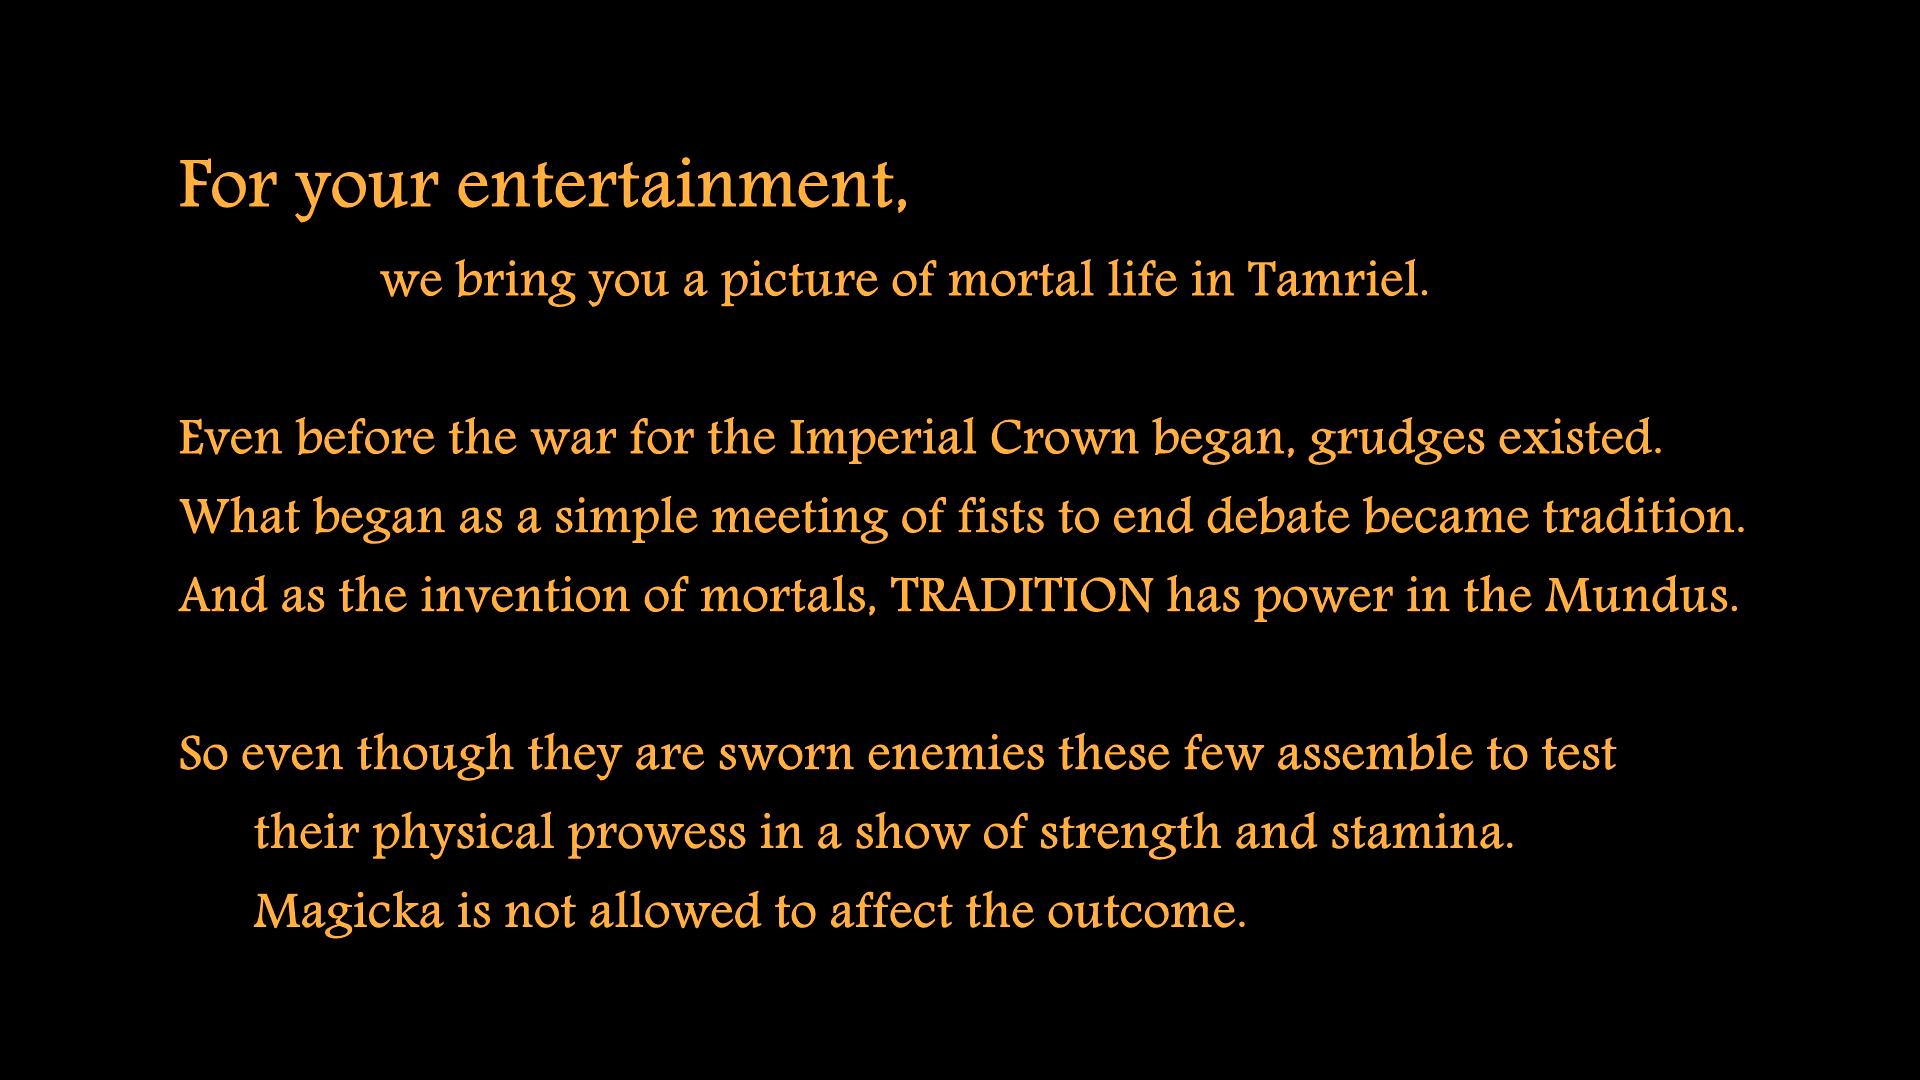 For your entertainment,
we bring you a picture of mortal life in Tamriel.
Even before the war for the Imperial Crown began, grudges existed.
What began as a simple meeting of fists to end debate became tradition.
And as the invention of mortals, TRADITION has power in the Mundus.
So even though they are sworn enemies these few assemble to test
their physical prowess in a show of strength and stamina.
Magicka is not allowed to affect the outcome.